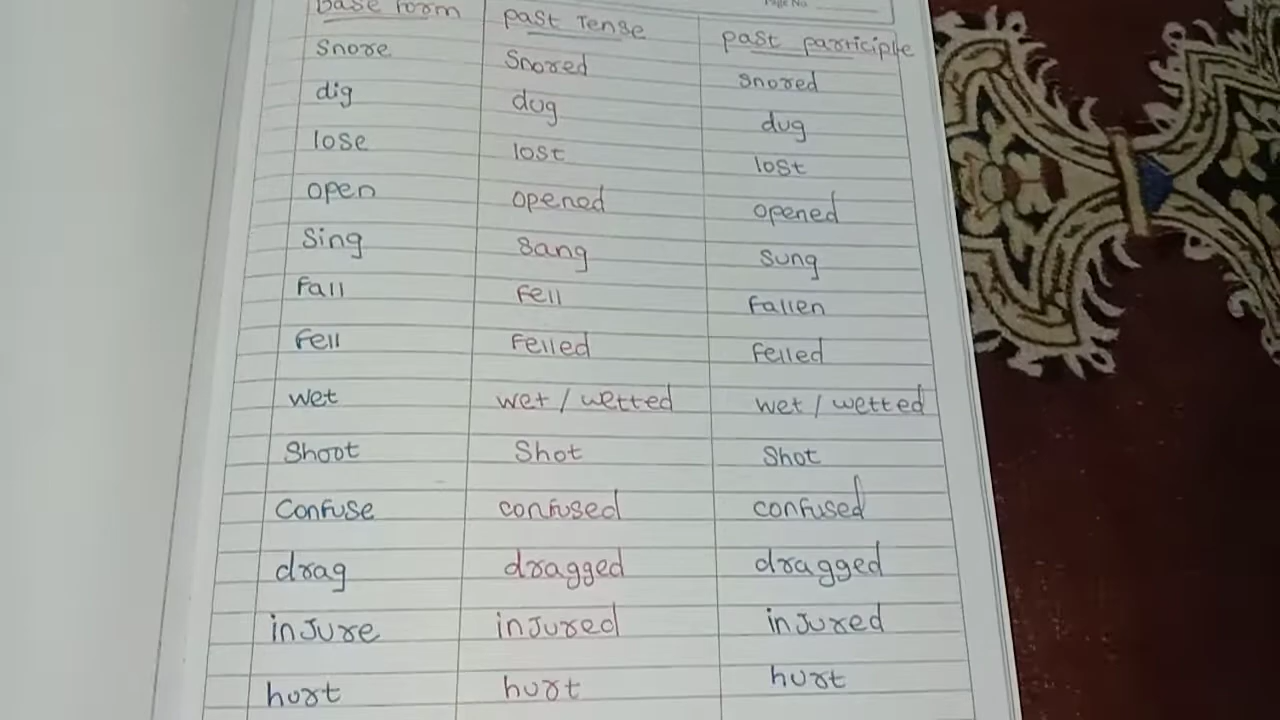 Page No.
Base Form past Tense past participle
Snore Snored snored
dig dug dug
lose lost lost
open opened opened
Sing Sang sung
Fall Fell Fallen
Fell Felled Felled
wet wet / wetted wet / wetted
Shoot Shot Shot
Confuse confused confused
drag dragged dragged
inJure inJured inJured
hurt hurt hurt